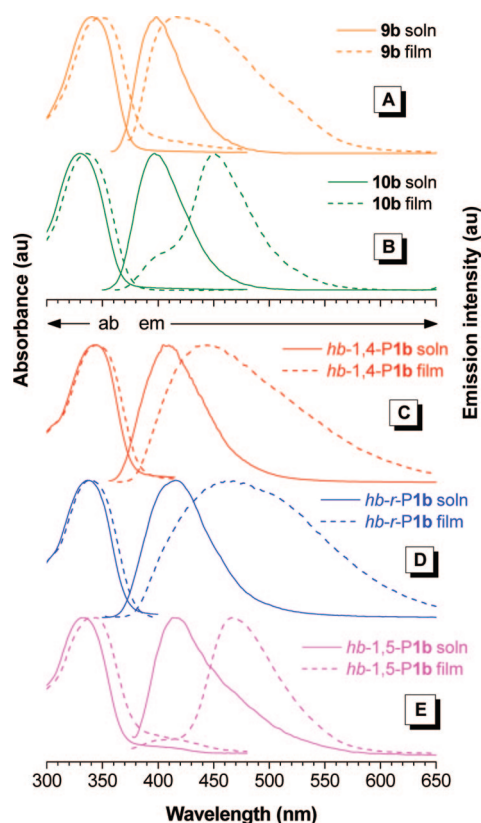 9b soln
9b film
A
10b soln
10b film
B
Absorbance (au)
Emission intensity (au)
ab em
hb-1,4-P1b soln
hb-1,4-P1b film
C
hb-r-P1b soln
hb-r-P1b film
D
hb-1,5-P1b soln
hb-1,5-P1b film
E
300 350 400 450 500 550 600 650
Wavelength (nm)